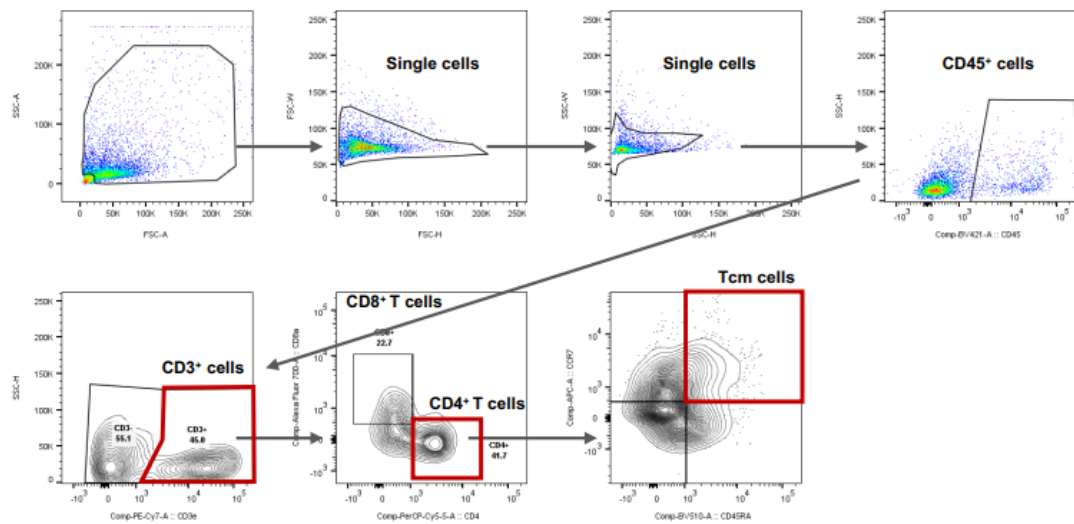 250K
200K
150K
100K
50K
0
SSC-A
0 50K 100K 150K 200K 250K
FSC-A
Single cells
250K
200K
150K
100K
50K
0
FSC-W
0 50K 100K 150K 200K 250K
FSC-H
Single cells
250K
200K
150K
100K
50K
0
SSC-W
0 50K 100K 150K 200K 250K
SSC-H
CD45⁺ cells
250K
200K
150K
100K
50K
0
SSC-H
-10³ 0 10³ 10⁴ 10⁵
Comp-BV421-A :: CD45
CD3⁺ cells
250K
200K
150K
100K
50K
0
SSC-H
CD3-
55.1
CD3+
45.0
0 10³ 10⁴ 10⁵
Comp-PE-Cy7-A :: CD3e
CD8⁺ T cells
22.7
CD4⁺ T cells
CD4+
41.7
10⁵
10⁴
10³
0
-10³
Comp-Alexa Fluor 700-A :: CD8a
-10³ 0 10³ 10⁴ 10⁵
Comp-PerCP-Cy5-5-A :: CD4
Tcm cells
10⁴
10³
0
-10³
Comp-APC-A :: CCR7
-10³ 0 10³ 10⁴ 10⁵
Comp-BV510-A :: CD45RA